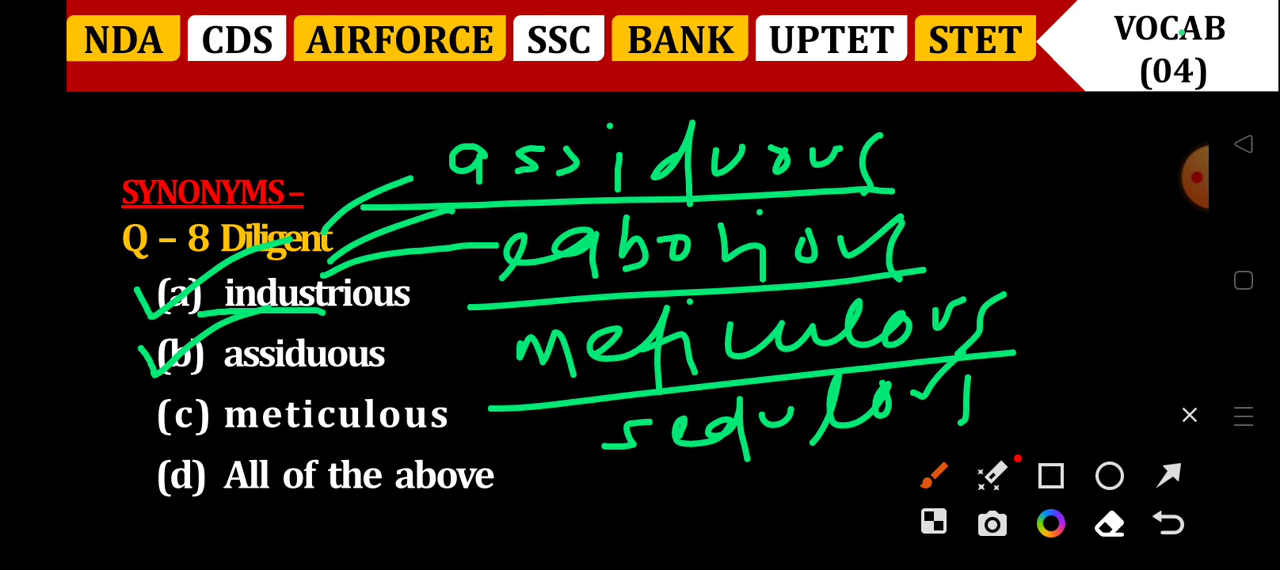 NDA CDS AIRFORCE SSC BANK UPTET STET
VOCAB
(04)
assiduous
SYNONYMS –
Q – 8 Diligent
eaborious
(a) industrious
meticulous
(b) assiduous
sedulous
(c) meticulous
(d) All of the above